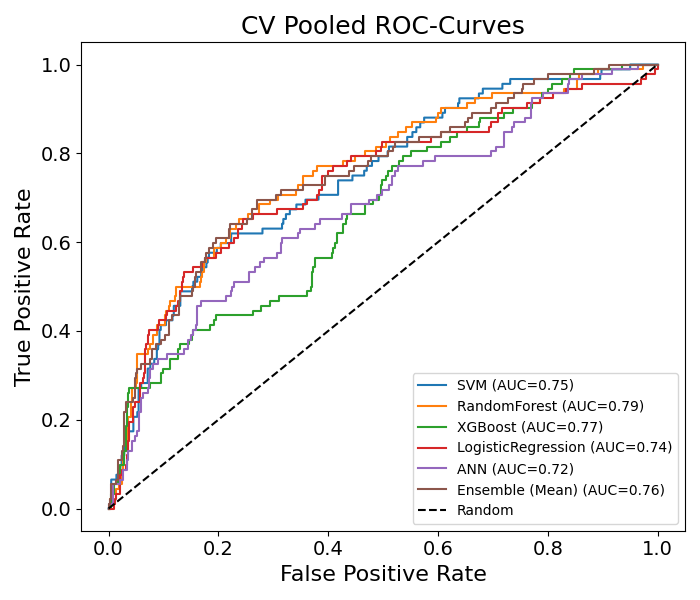 CV Pooled ROC-Curves
True Positive Rate
1.0
0.8
0.6
0.4
0.2
0.0
SVM (AUC=0.75)
RandomForest (AUC=0.79)
XGBoost (AUC=0.77)
LogisticRegression (AUC=0.74)
ANN (AUC=0.72)
Ensemble (Mean) (AUC=0.76)
Random
0.0 0.2 0.4 0.6 0.8 1.0
False Positive Rate